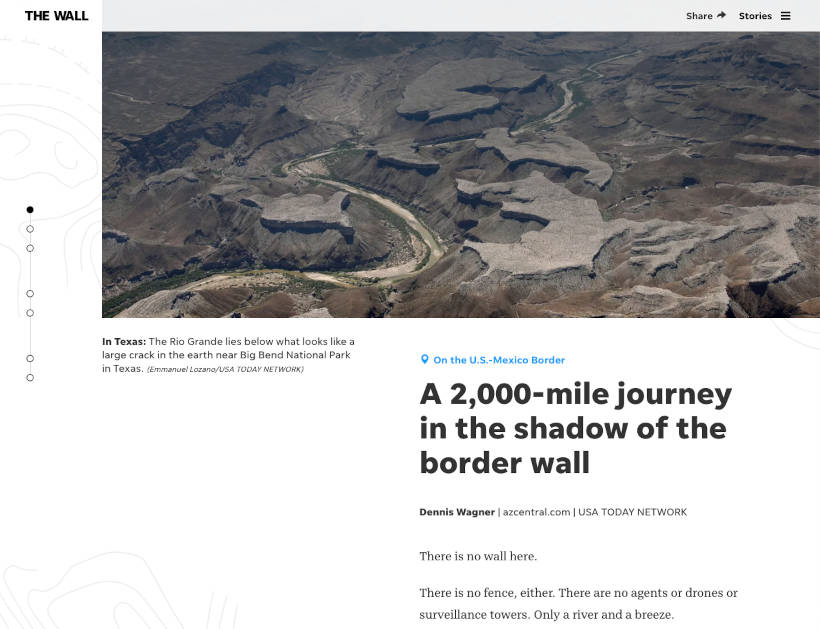 THE WALL
Share
Stories
In Texas: The Rio Grande lies below what looks like a
large crack in the earth near Big Bend National Park
in Texas. (Emmanuel Lozano/USA TODAY NETWORK)
On the U.S.-Mexico Border
A 2,000-mile journey
in the shadow of the
border wall
Dennis Wagner | azcentral.com | USA TODAY NETWORK
There is no wall here.
There is no fence, either. There are no agents or drones or
surveillance towers. Only a river and a breeze.